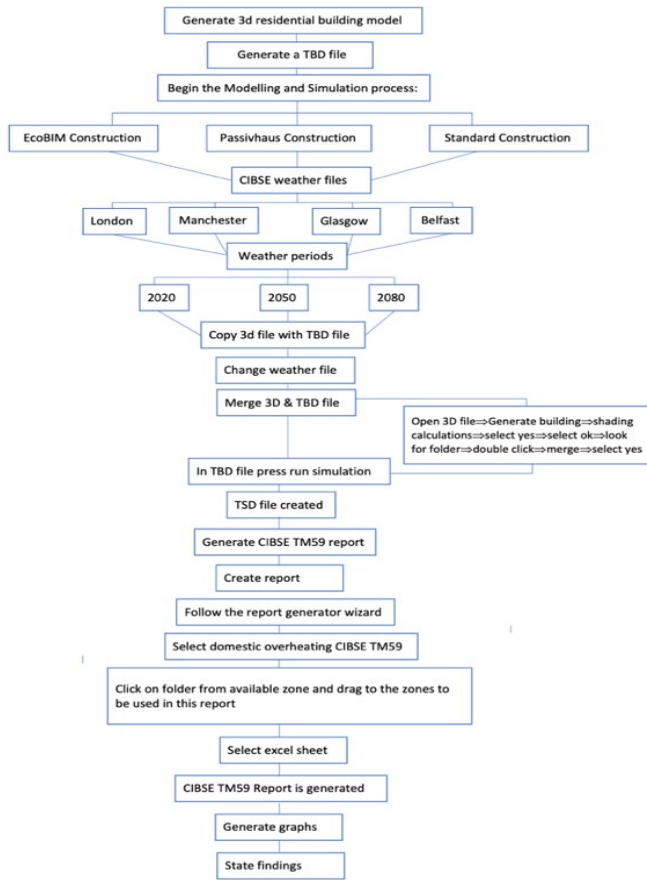 Generate 3d residential building model
Generate a TBD file
Begin the Modelling and Simulation process:
EcoBIM Construction
Passivhaus Construction
Standard Construction
CIBSE weather files
London
Manchester
Glasgow
Belfast
Weather periods
2020
2050
2080
Copy 3d file with TBD file
Change weather file
Merge 3D & TBD file
Open 3D file⇒Generate building⇒shading
calculations⇒select yes⇒select ok⇒look
for folder⇒double click⇒merge⇒select yes
In TBD file press run simulation
TSD file created
Generate CIBSE TM59 report
Create report
Follow the report generator wizard
Select domestic overheating CIBSE TM59
Click on folder from available zone and drag to the zones to
be used in this report
Select excel sheet
CIBSE TM59 Report is generated
Generate graphs
State findings